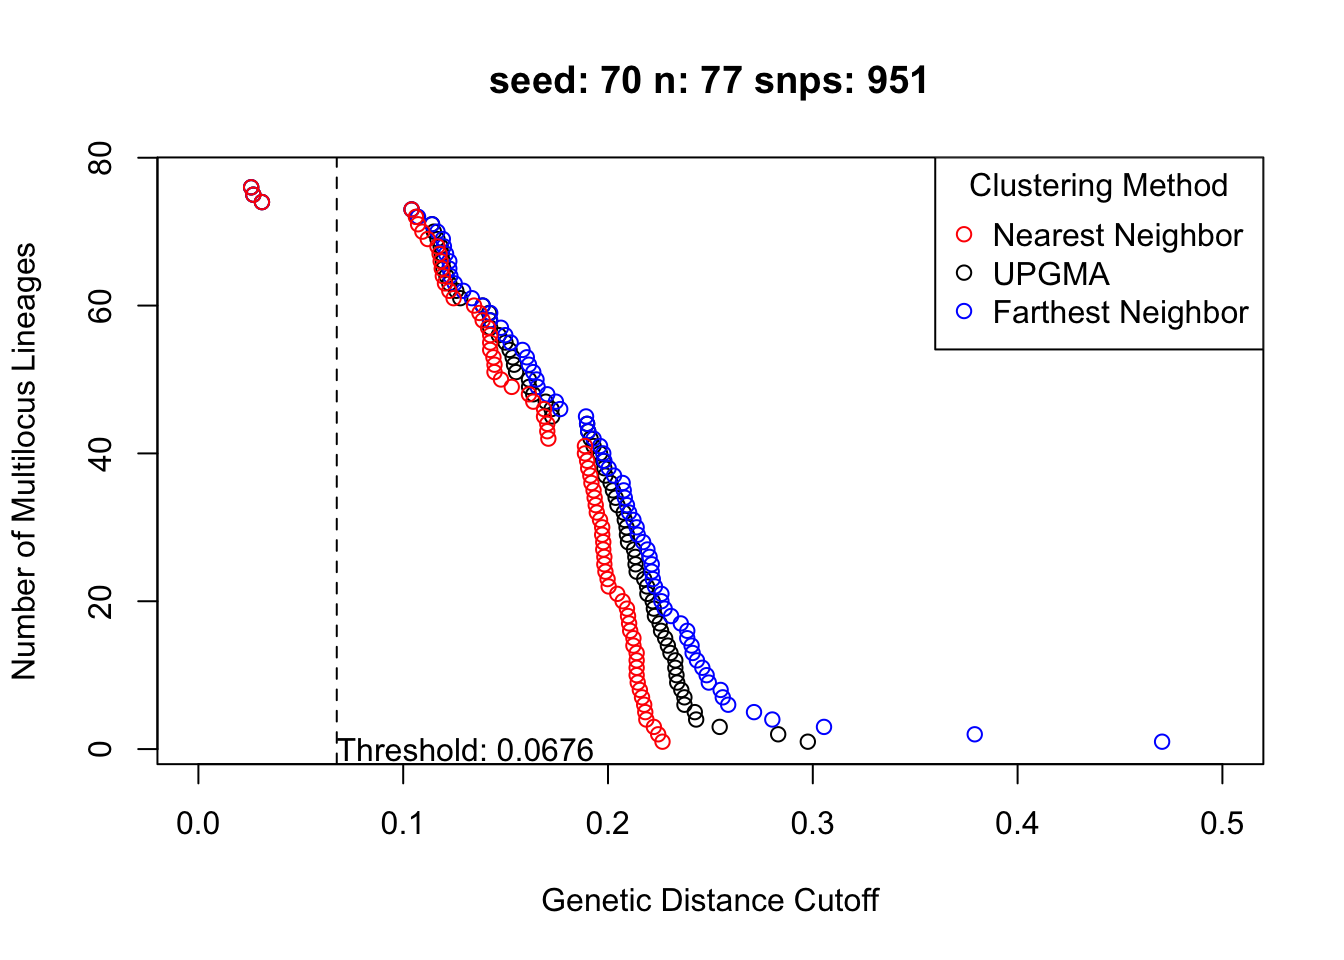 seed: 70 n: 77 snps: 951
Number of Multilocus Lineages
80
60
40
20
0
Clustering Method
Nearest Neighbor
UPGMA
Farthest Neighbor
Threshold: 0.0676
0.0 0.1 0.2 0.3 0.4 0.5
Genetic Distance Cutoff